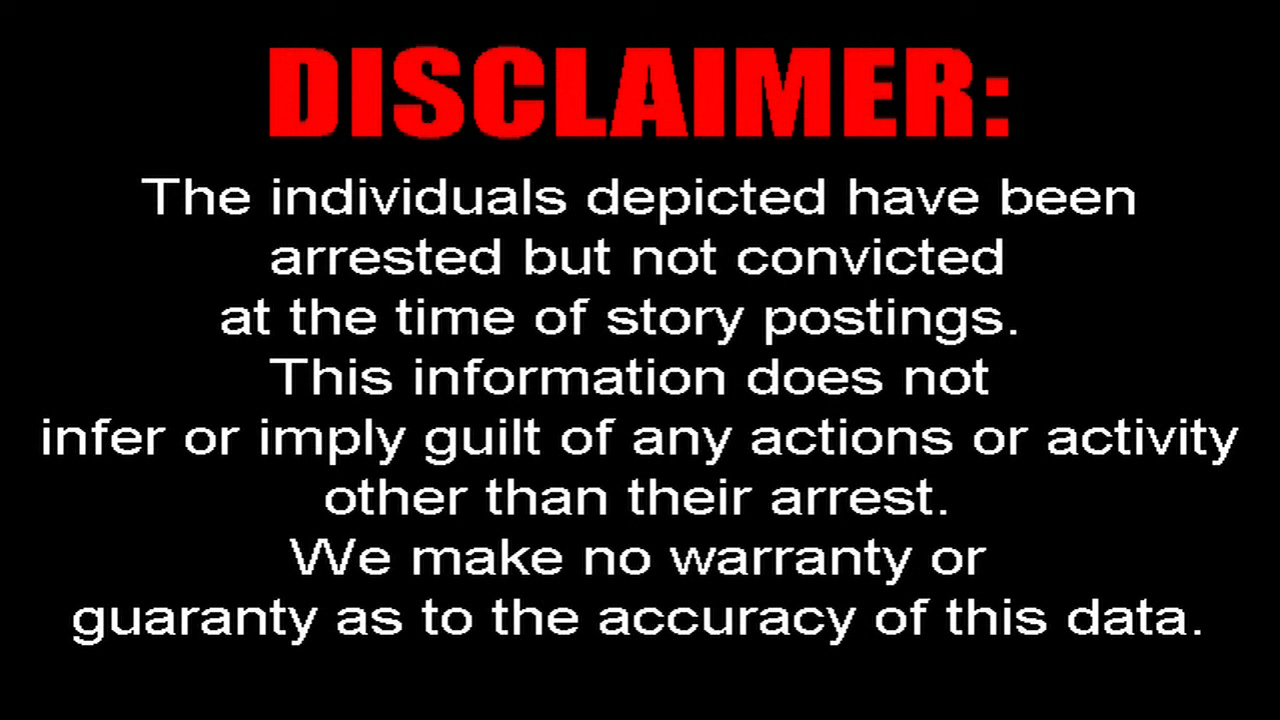 DISCLAIMER:
The individuals depicted have been
arrested but not convicted
at the time of story postings.
This information does not
infer or imply guilt of any actions or activity
other than their arrest.
We make no warranty or
guaranty as to the accuracy of this data.